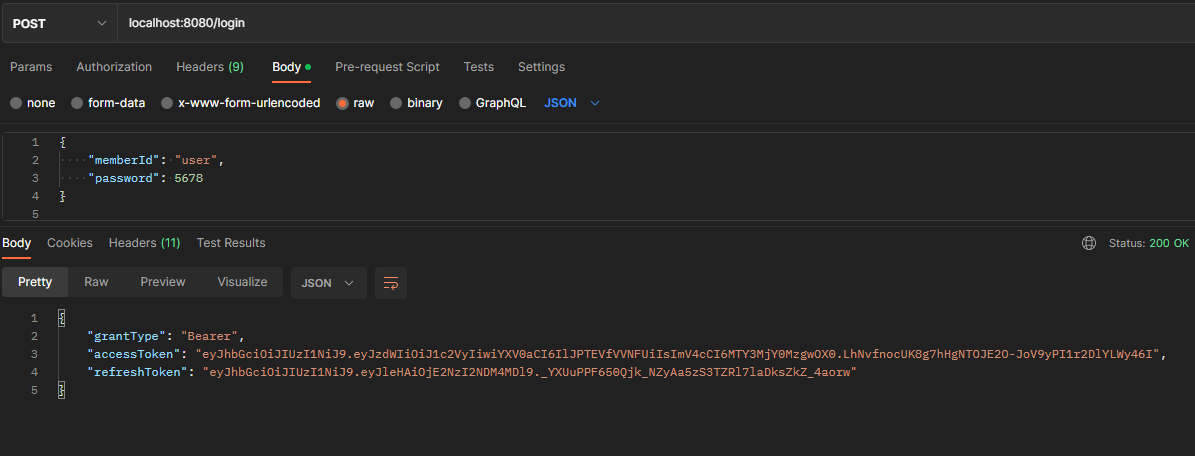 POST localhost:8080/login
Params Authorization Headers (9) Body Pre-request Script Tests Settings
none form-data x-www-form-urlencoded raw binary GraphQL JSON
1 {
2 "memberId": "user",
3 "password": 5678
4 }
5
Body Cookies Headers (11) Test Results Status: 200 OK
Pretty Raw Preview Visualize JSON
1 {
2 "grantType": "Bearer",
3 "accessToken": "eyJhbGciOiJIUzI1NiJ9.eyJzdWIiOiJ1c2VyIiwiYXV0aCI6IlJPTEVfVVNFUiIsImV4cCI6MTY3MjY0MzgwOX0.LhNvfnocUK8g7hHgNTOJE2O-JoV9yPI1r2DlYLWy46I",
4 "refreshToken": "eyJhbGciOiJIUzI1NiJ9.eyJleHAiOjE2NzI2NDM4MDl9._YXUuPPF650Qjk_NZyAa5zS3TZRl7laDksZkZ_4aorw"
5 }